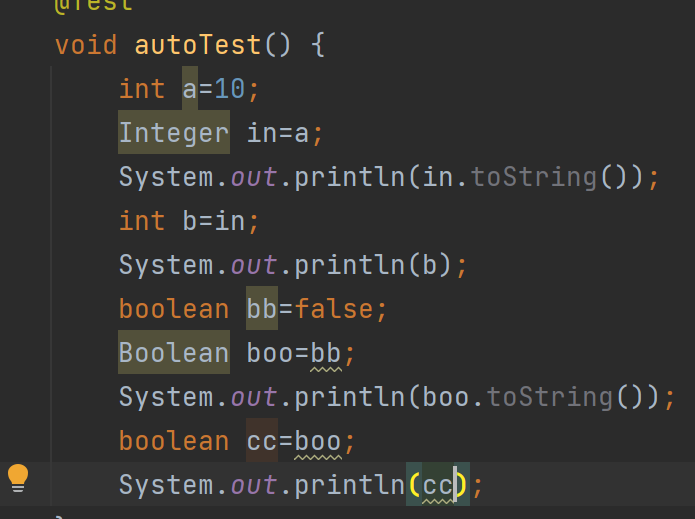 @Test
void autoTest() {
int a=10;
Integer in=a;
System.out.println(in.toString());
int b=in;
System.out.println(b);
boolean bb=false;
Boolean boo=bb;
System.out.println(boo.toString());
boolean cc=boo;
System.out.println(cc);